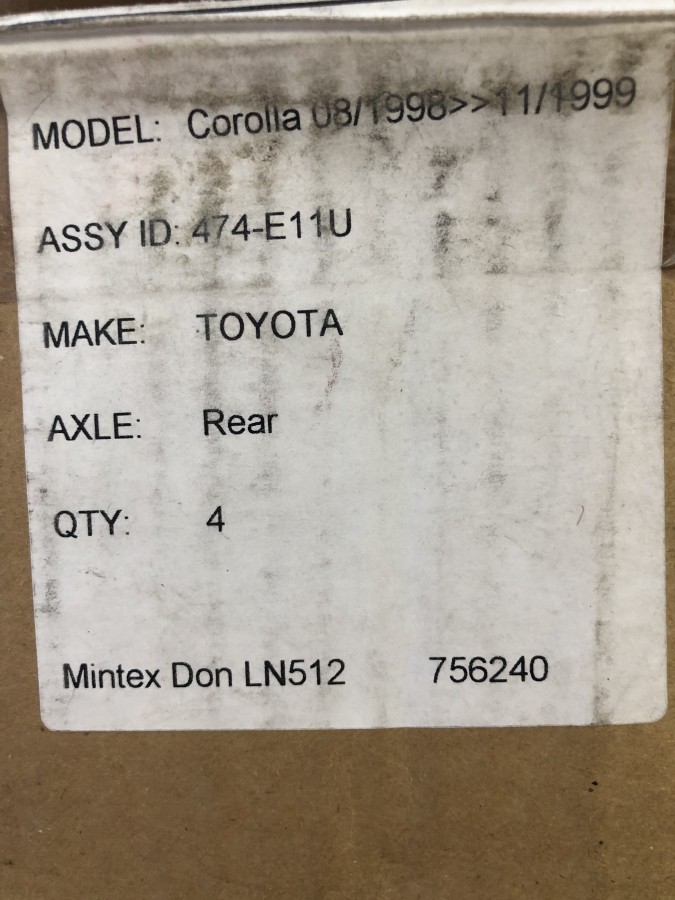 MODEL: Corolla 08/1998>>11/1999
ASSY ID: 474-E11U
MAKE: TOYOTA
AXLE: Rear
QTY: 4
Mintex Don LN512 756240